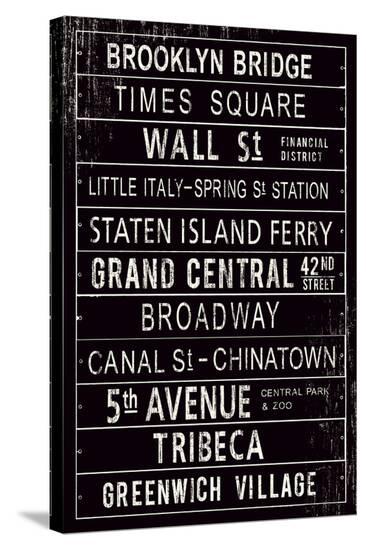 BROOKLYN BRIDGE
TIMES SQUARE
WALL St FINANCIAL DISTRICT
LITTLE ITALY-SPRING St STATION
STATEN ISLAND FERRY
GRAND CENTRAL 42ND STREET
BROADWAY
CANAL St-CHINATOWN
5th AVENUE CENTRAL PARK & ZOO
TRIBECA
GREENWICH VILLAGE